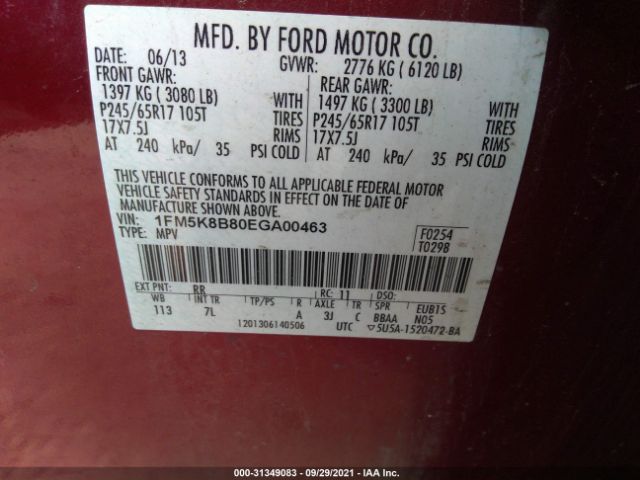 MFD. BY FORD MOTOR CO.
DATE: 06/13 GVWR: 2776 KG ( 6120 LB)
FRONT GAWR: REAR GAWR:
1397 KG ( 3080 LB) WITH 1497 KG ( 3300 LB) WITH
P245/65R17 105T TIRES P245/65R17 105T TIRES
17X7.5J RIMS 17X7.5J RIMS
AT 240 kPa/ 35 PSI COLD AT 240 kPa/ 35 PSI COLD
THIS VEHICLE CONFORMS TO ALL APPLICABLE FEDERAL MOTOR
VEHICLE SAFETY STANDARDS IN EFFECT ON THE DATE OF
MANUFACTURE SHOWN ABOVE.
VIN: 1FM5K8B80EGA00463 F0254
TYPE: MPV T0298
EXT PNT: RR RC: 11 DSO:
WB INT TR TP/PS R AXLE TR SPR EUB1S
113 7L A 3J C BBAA N05
1201306140506 UTC ▽5U5A-1520472-BA
000-31349083 - 09/29/2021 - IAA Inc.